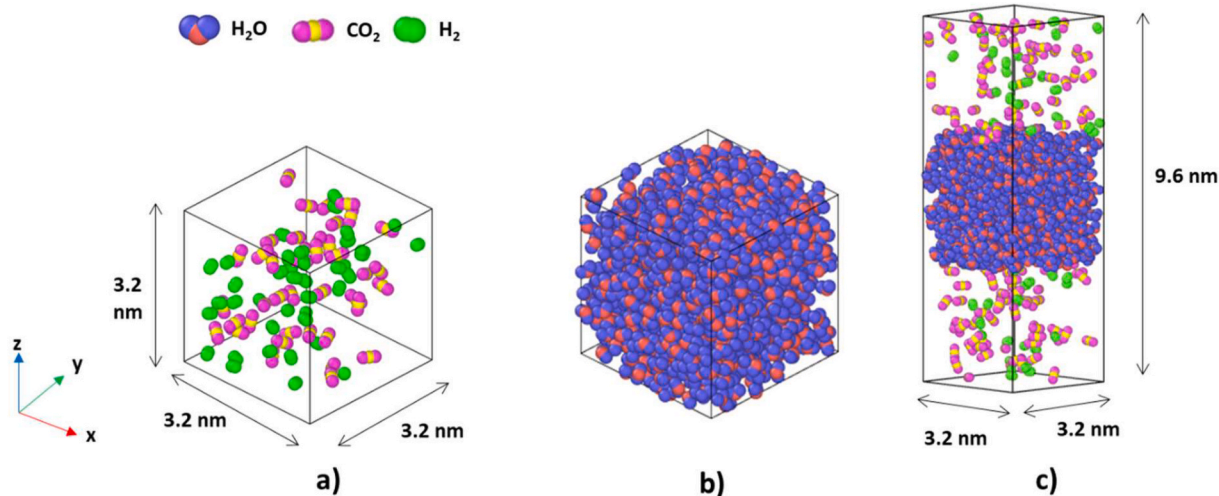 H₂O CO₂ H₂
9.6 nm
3.2
nm
z
y
x
3.2 nm
3.2 nm
3.2 nm
3.2 nm
a)
b)
c)